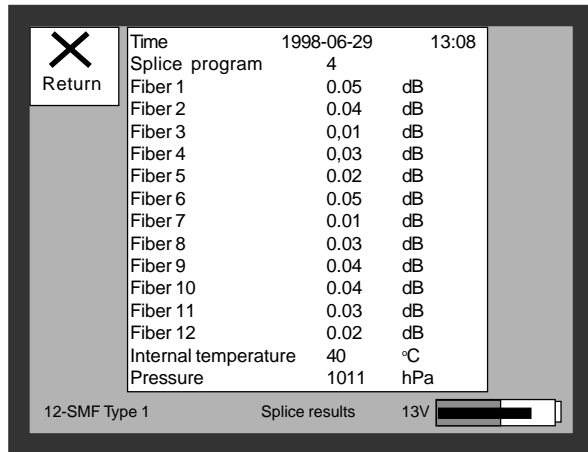 Return
Time 1998-06-29 13:08
Splice program 4
Fiber 1 0.05 dB
Fiber 2 0.04 dB
Fiber 3 0,01 dB
Fiber 4 0,03 dB
Fiber 5 0.02 dB
Fiber 6 0.05 dB
Fiber 7 0.01 dB
Fiber 8 0.03 dB
Fiber 9 0.04 dB
Fiber 10 0.04 dB
Fiber 11 0.03 dB
Fiber 12 0.02 dB
Internal temperature 40 °C
Pressure 1011 hPa
12-SMF Type 1 Splice results 13V